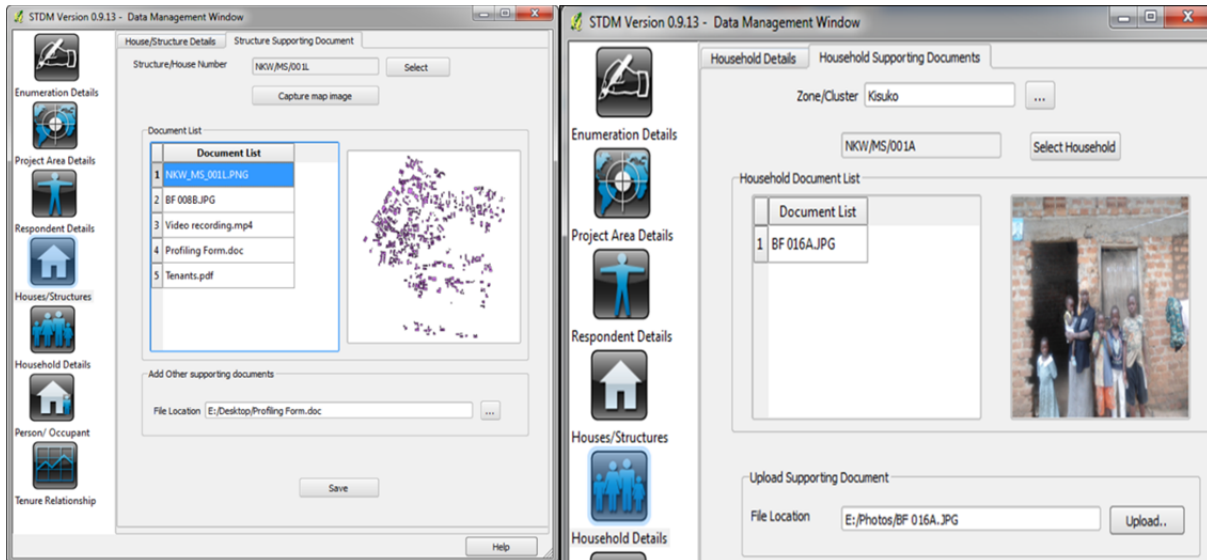 STDM Version 0.9.13 - Data Management Window
Enumeration Details
Project Area Details
Respondent Details
Houses/Structures
Household Details
Person/ Occupant
Tenure Relationship
House/Structure Details
Structure Supporting Document
Structure/House Number
NKW/MS/001L
Select
Capture map image
Document List
Document List
1 NKW_MS_001L.PNG
2 BF 008B.JPG
3 Video recording.mp4
4 Profiling Form.doc
5 Tenants.pdf
Add Other supporting documents
File Location E:/Desktop/Profiling Form.doc ...
Save
Help
STDM Version 0.9.13 - Data Management Window
Enumeration Details
Project Area Details
Respondent Details
Houses/Structures
Household Details
Household Details
Household Supporting Documents
Zone/Cluster Kisuko ...
NKW/MS/001A
Select Household
Household Document List
Document List
1 BF 016A.JPG
Upload Supporting Document
File Location E:/Photos/BF 016A.JPG Upload..